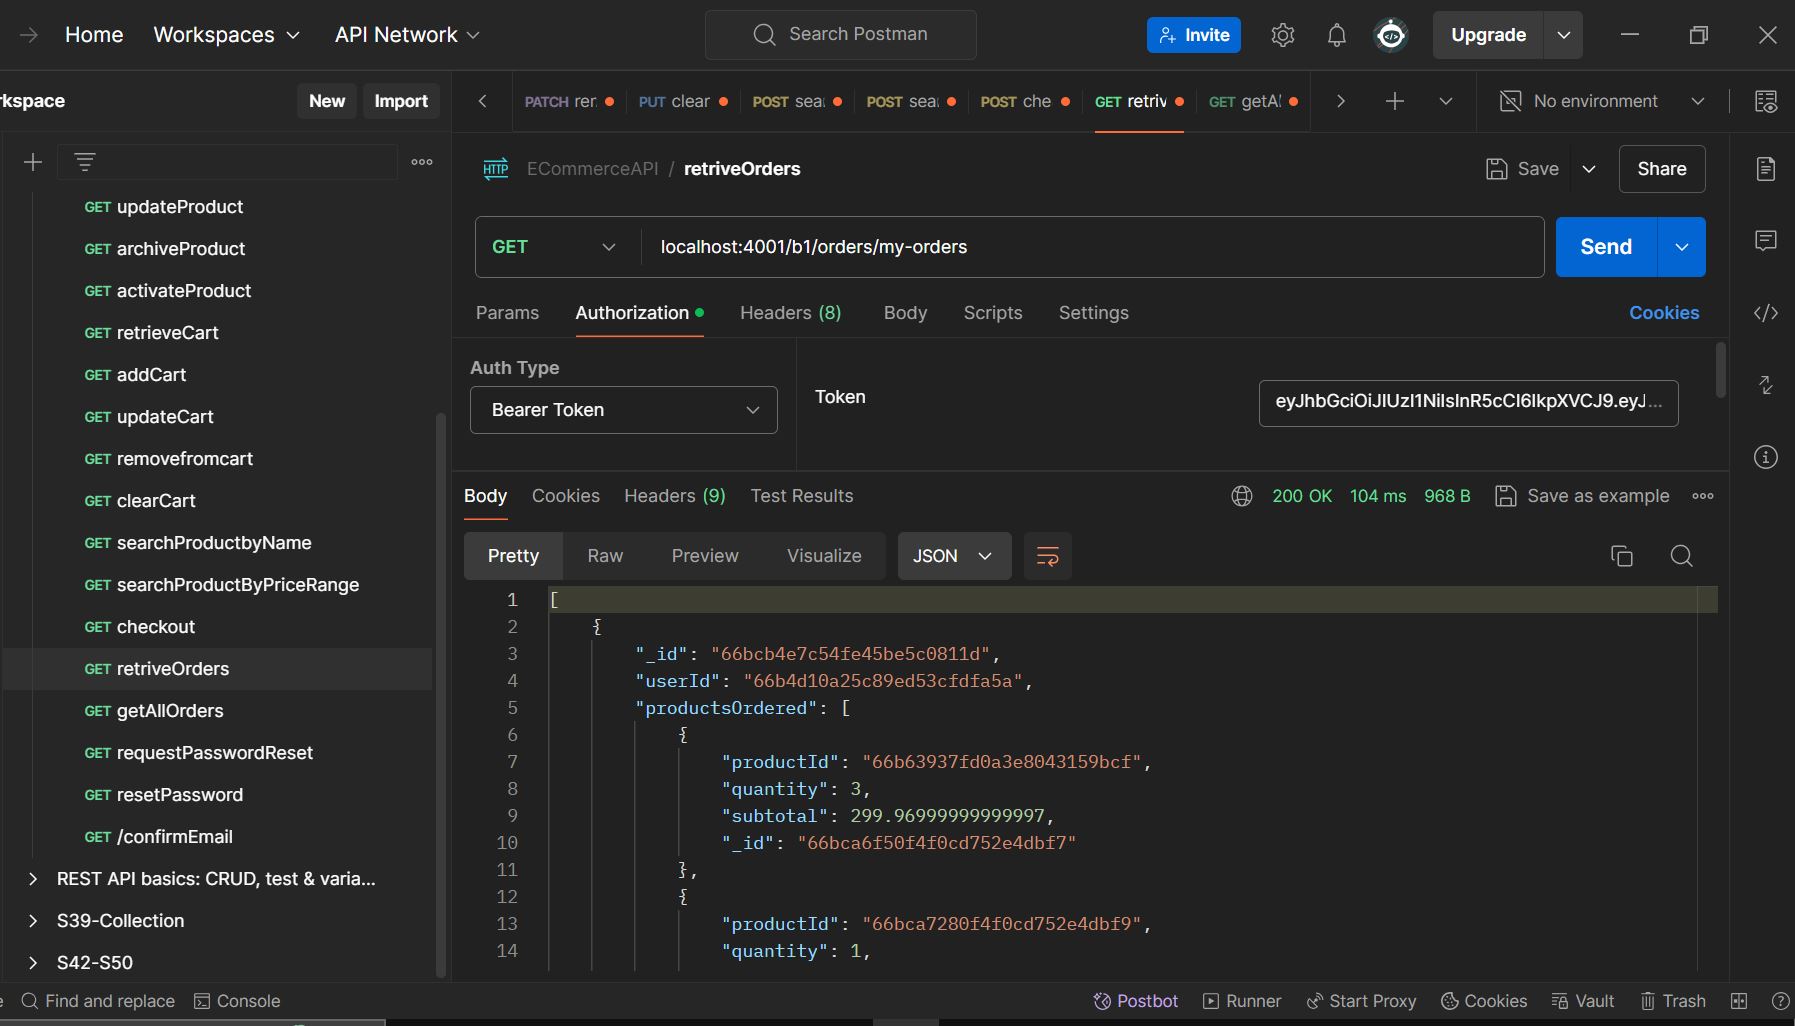 Home Workspaces API Network Search Postman Invite Upgrade
rkspace New Import
PATCH rer PUT clear POST sea POST sea POST che GET retriv GET getAl No environment
HTTP ECommerceAPI / retriveOrders Save Share
GET localhost:4001/b1/orders/my-orders Send
Params Authorization Headers (8) Body Scripts Settings Cookies
Auth Type
Bearer Token
Token
Body Cookies Headers (9) Test Results 200 OK 104 ms 968 B Save as example
Pretty Raw Preview Visualize JSON
1 [
2 {
3 "_id": "66bcb4e7c54fe45be5c0811d",
4 "userId": "66b4d10a25c89ed53cfdfa5a",
5 "productsOrdered": [
6 {
7 "productId": "66b63937fd0a3e8043159bcf",
8 "quantity": 3,
9 "subtotal": 299.96999999999997,
10 "_id": "66bca6f50f4f0cd752e4dbf7"
11 },
12 {
13 "productId": "66bca7280f4f0cd752e4dbf9",
14 "quantity": 1,
GET updateProduct
GET archiveProduct
GET activateProduct
GET retrieveCart
GET addCart
GET updateCart
GET removefromcart
GET clearCart
GET searchProductbyName
GET searchProductByPriceRange
GET checkout
GET retriveOrders
GET getAllOrders
GET requestPasswordReset
GET resetPassword
GET /confirmEmail
REST API basics: CRUD, test & varia...
S39-Collection
S42-S50
Find and replace Console Postbot Runner Start Proxy Cookies Vault Trash